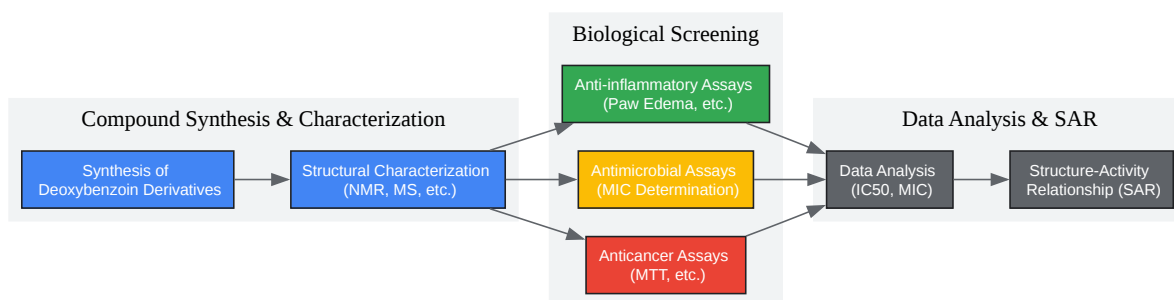 Compound Synthesis & Characterization
Synthesis of
Deoxybenzoin Derivatives
Structural Characterization
(NMR, MS, etc.)
Biological Screening
Anti-inflammatory Assays
(Paw Edema, etc.)
Antimicrobial Assays
(MIC Determination)
Anticancer Assays
(MTT, etc.)
Data Analysis & SAR
Data Analysis
(IC50, MIC)
Structure-Activity
Relationship (SAR)